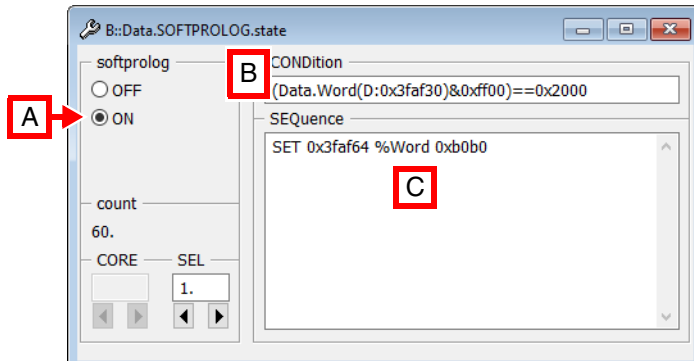 B::Data.SOFTPROLOG.state
softprolog
OFF
ON
A
B
CONDition
(Data.Word(D:0x3faf30)&0xff00)==0x2000
SEQuence
SET 0x3faf64 %Word 0xb0b0
C
count
60.
CORE SEL
1.